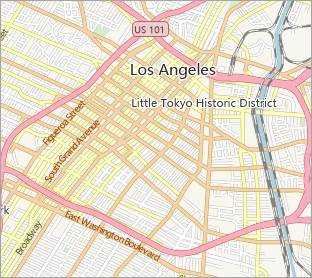 US 101
Los Angeles
Little Tokyo Historic District
Figueroa Street
South Grand Avenue
rk
Broadway
East Washington Boulevard